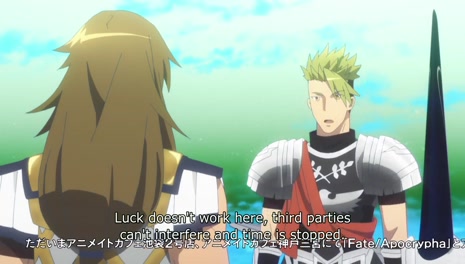 Luck doesn't work here, third parties
can't interfere and time is stopped.
ただいまアニメイトカフェ池袋2号店、アニメイトカフェ神戸三宮にて「Fate/Apocrypha」と